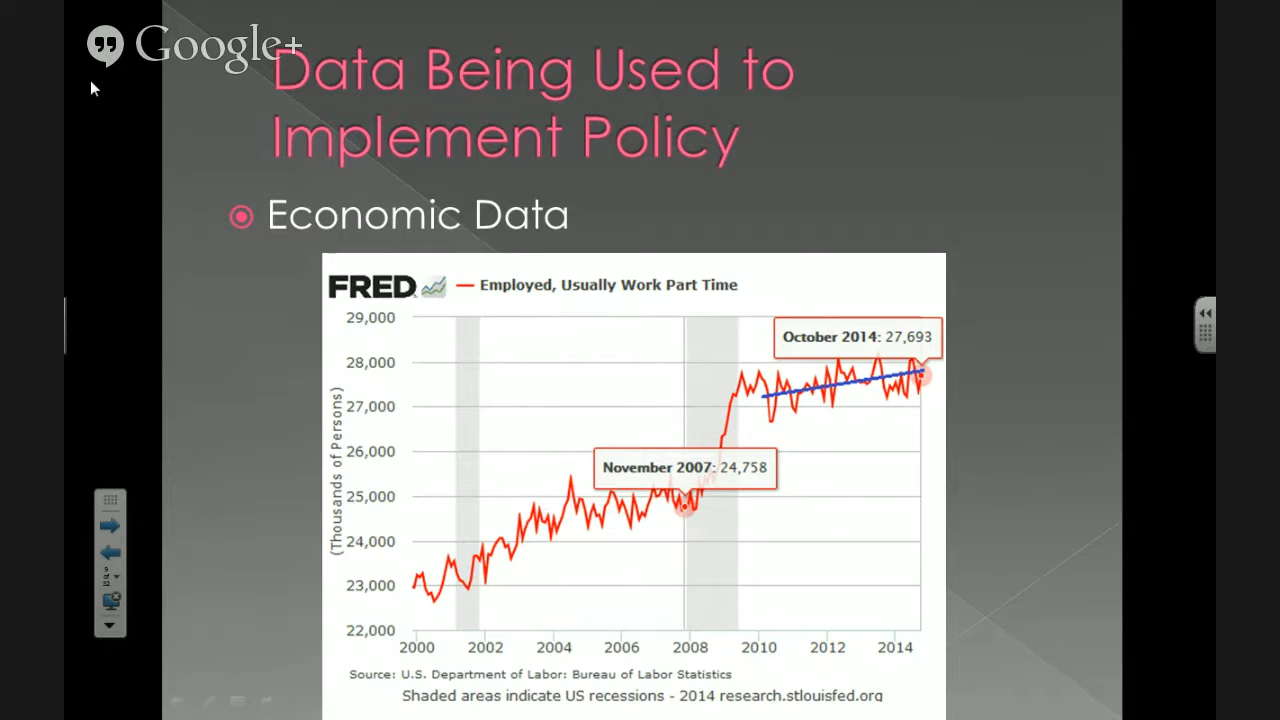 Google+
Data Being Used to
Implement Policy
Economic Data
FRED
Employed, Usually Work Part Time
29,000
28,000
27,000
26,000
25,000
24,000
23,000
22,000
(Thousands of Persons)
October 2014: 27,693
November 2007: 24,758
2000 2002 2004 2006 2008 2010 2012 2014
Source: U.S. Department of Labor: Bureau of Labor Statistics
Shaded areas indicate US recessions - 2014 research.stlouisfed.org
9
of
32